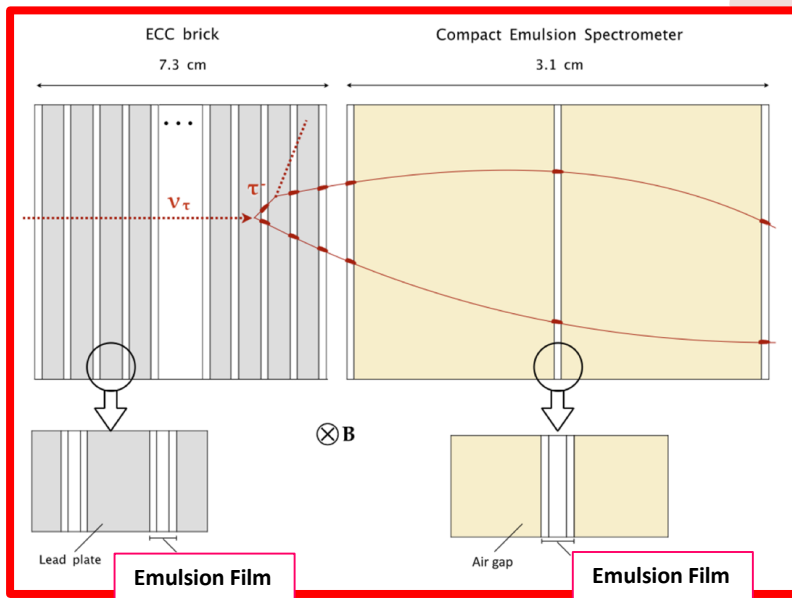 ECC brick
7.3 cm
Compact Emulsion Spectrometer
3.1 cm
• • •
τ⁻
ν_τ
⊗ B
Lead plate
Emulsion Film
Air gap
Emulsion Film